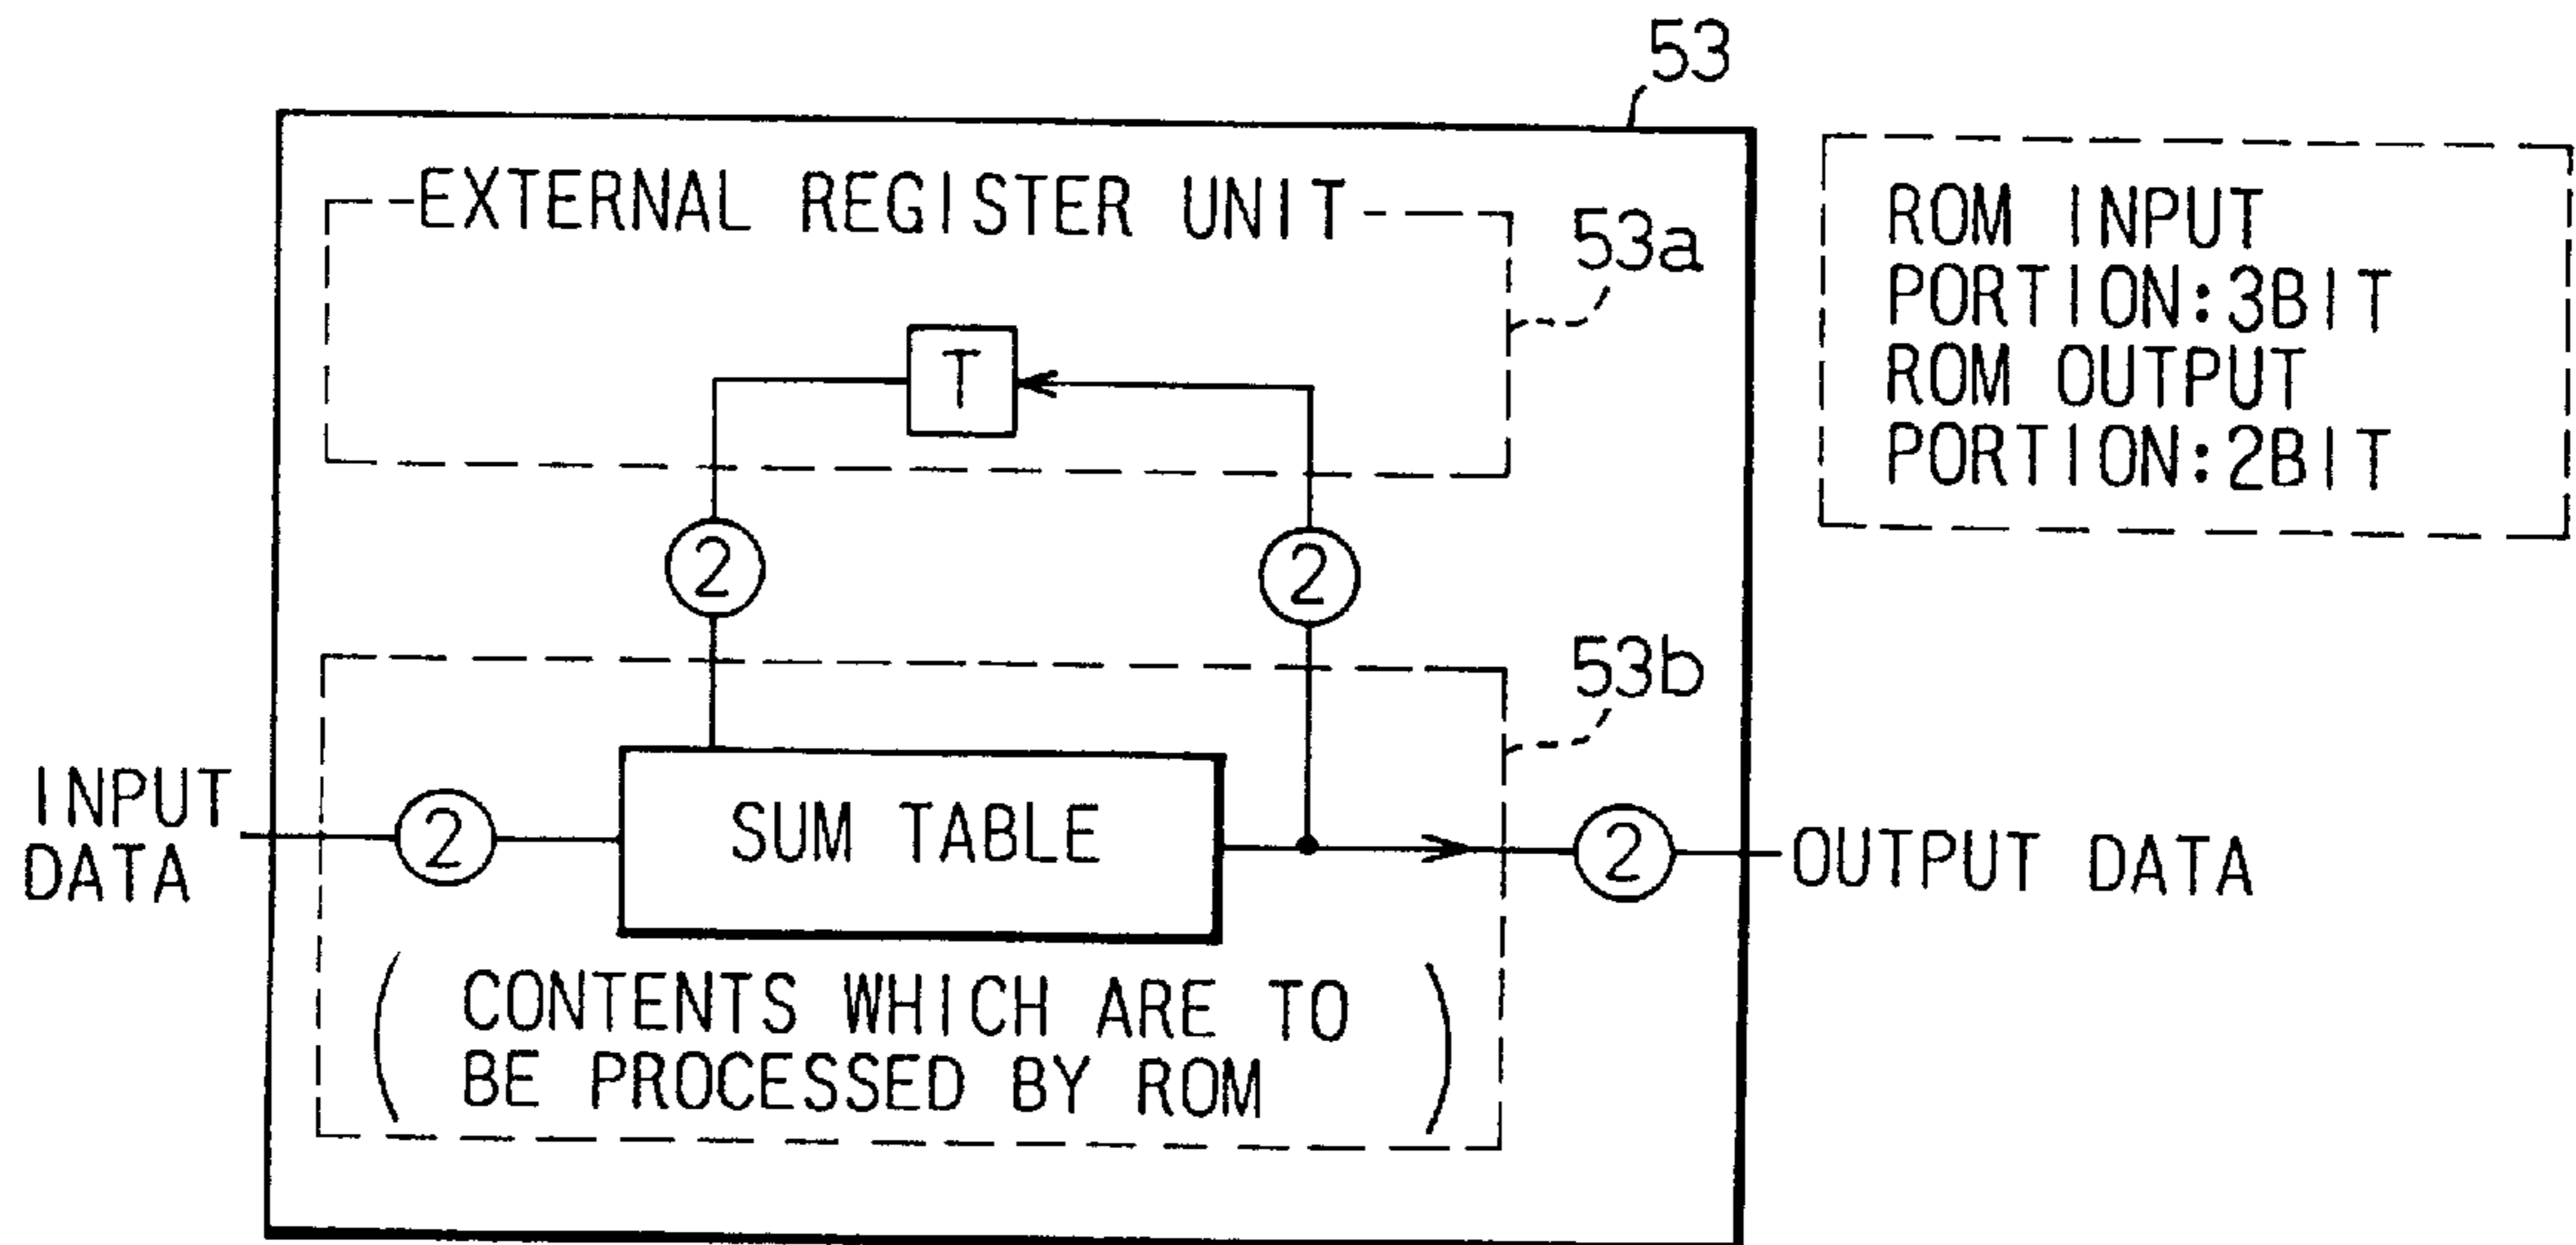 53
EXTERNAL REGISTER UNIT
53a
T
2
2
ROM INPUT
PORTION:3BIT
ROM OUTPUT
PORTION:2BIT
53b
INPUT
DATA
2
SUM TABLE
2
OUTPUT DATA
(CONTENTS WHICH ARE TO
BE PROCESSED BY ROM)